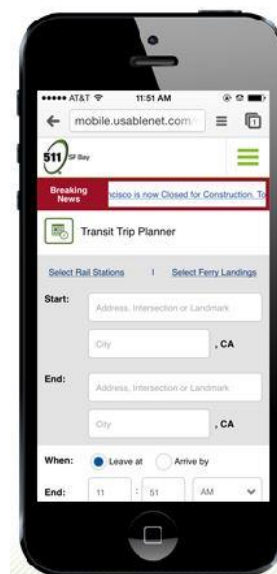 AT&T 11:51 AM
mobile.usablenet.com
1
511 SF Bay
Breaking News
ncisco is now Closed for Construction. To
Transit Trip Planner
Select Rail Stations | Select Ferry Landings
Start:
Address, Intersection or Landmark
City , CA
End:
Address, Intersection or Landmark
City , CA
When: Leave at Arrive by
End: 11 : 51 AM